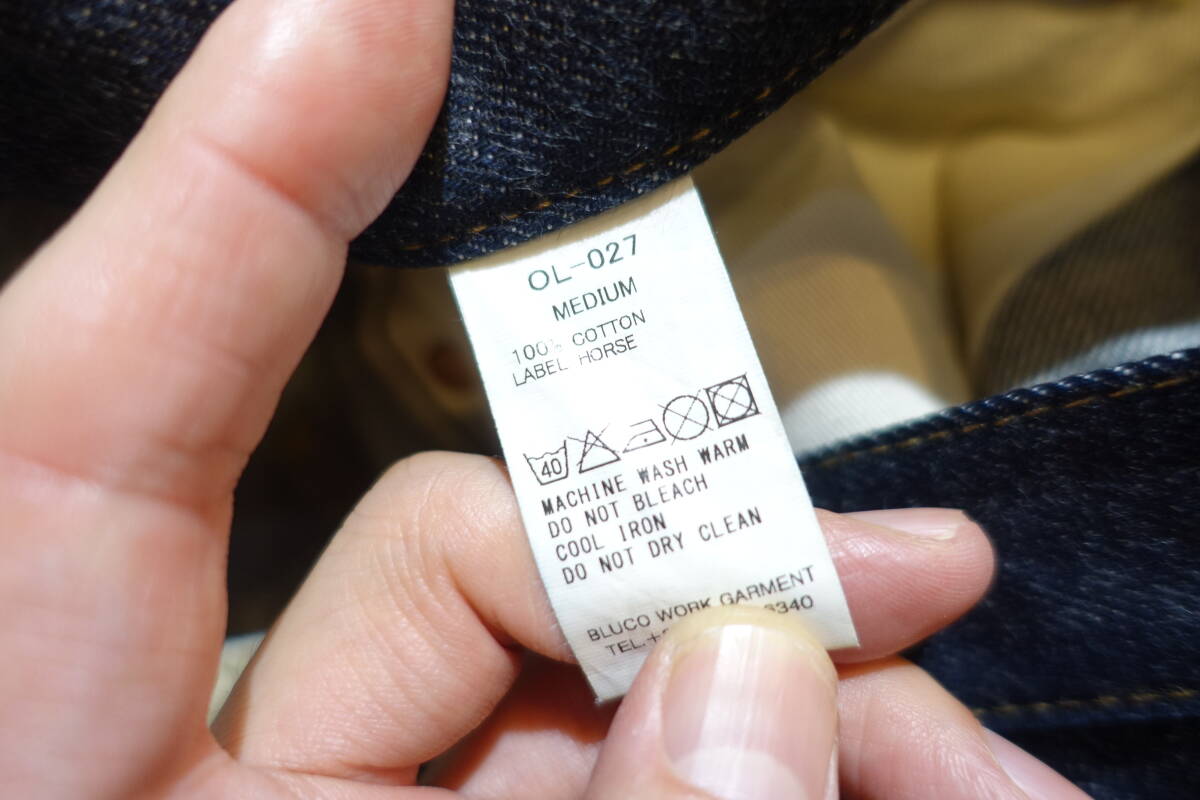 OL-027
MEDIUM
100% COTTON
LABEL HORSE
40
MACHINE WASH WARM
DO NOT BLEACH
COOL IRON
DO NOT DRY CLEAN
BLUCO WORK GARMENT
TEL.